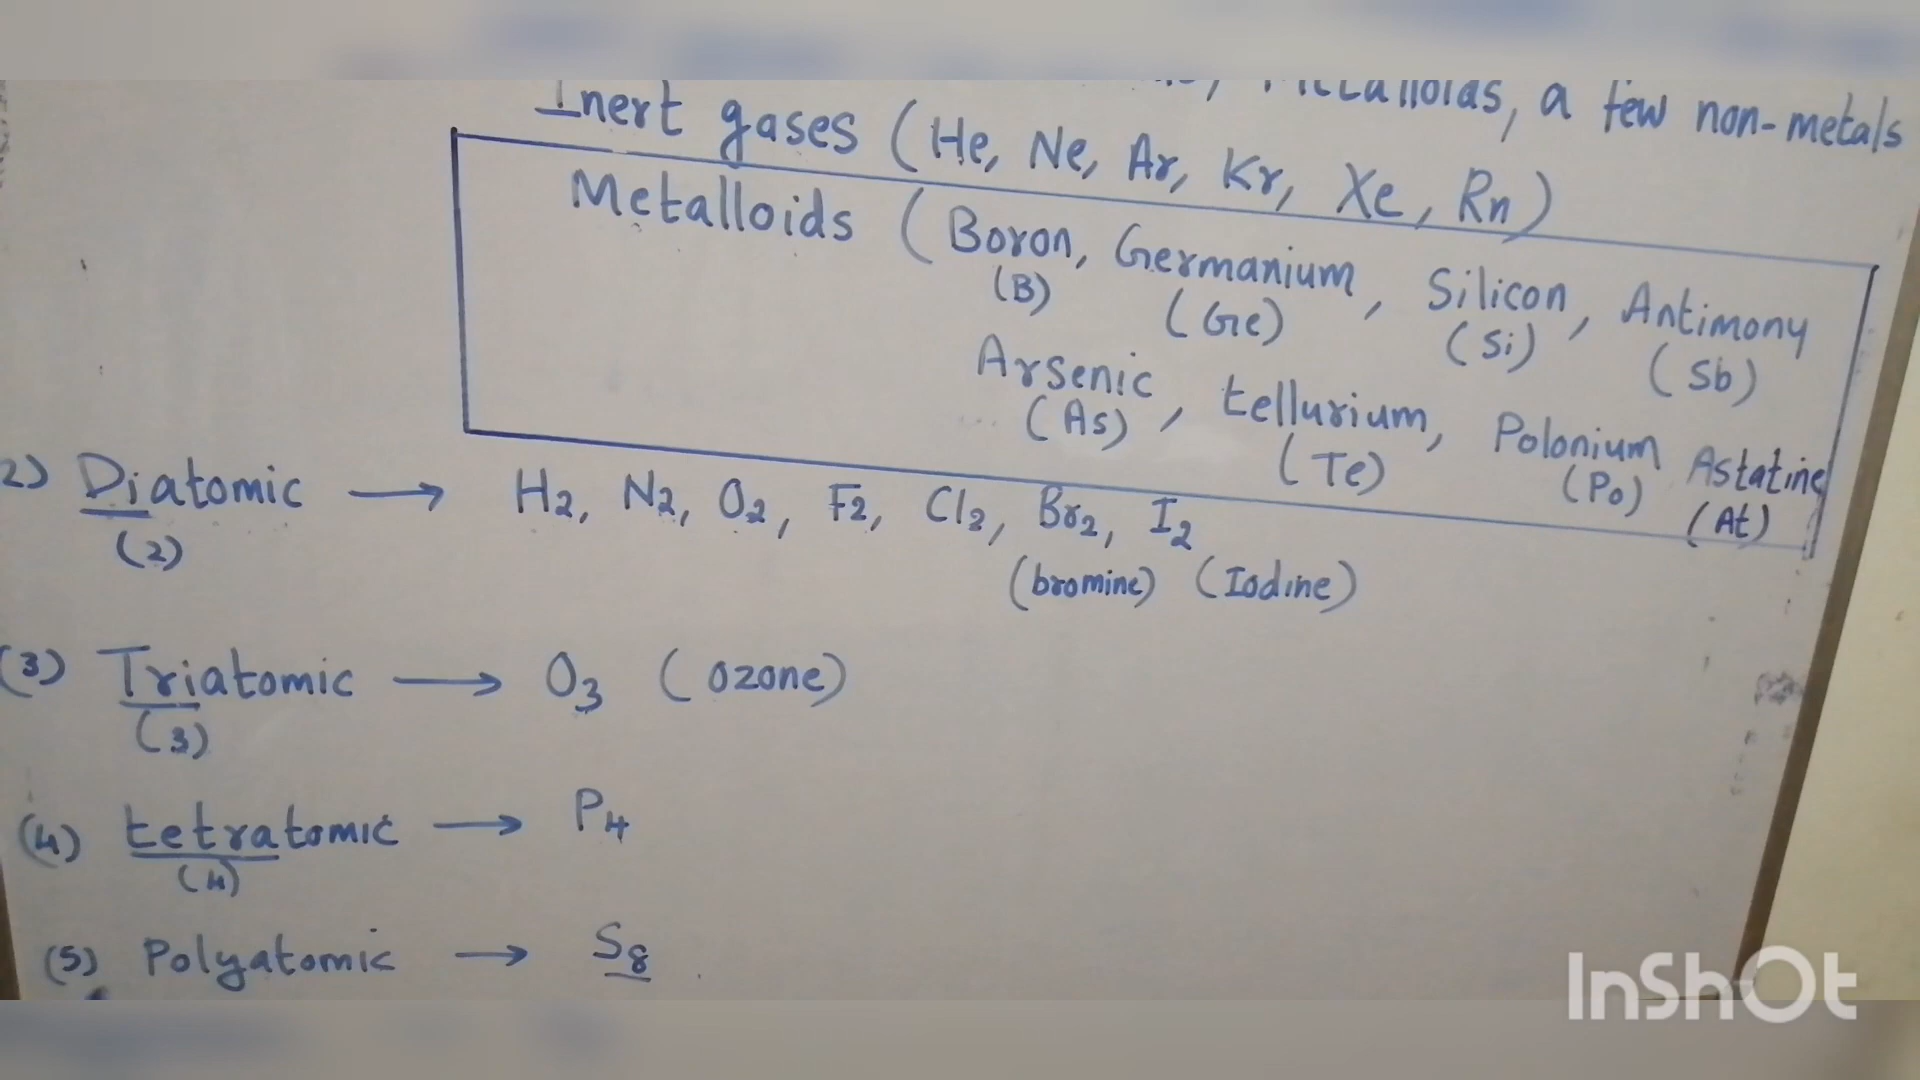 Metalloids, a few non-metals
Inert gases (He, Ne, Ar, Kr, Xe, Rn)
Metalloids (Boron, Germanium, Silicon, Antimony
(B) (Ge) (Si) (Sb)
Arsenic, tellurium, Polonium Astatine
(As) (Te) (Po) (At)
2) Diatomic → H2, N2, O2, F2, Cl2, Br2, I2
(2) (bromine) (Iodine)
(3) Triatomic → O3 (ozone)
(3)
(4) tetratomic → P4
(4)
(5) Polyatomic → S8
InShOt